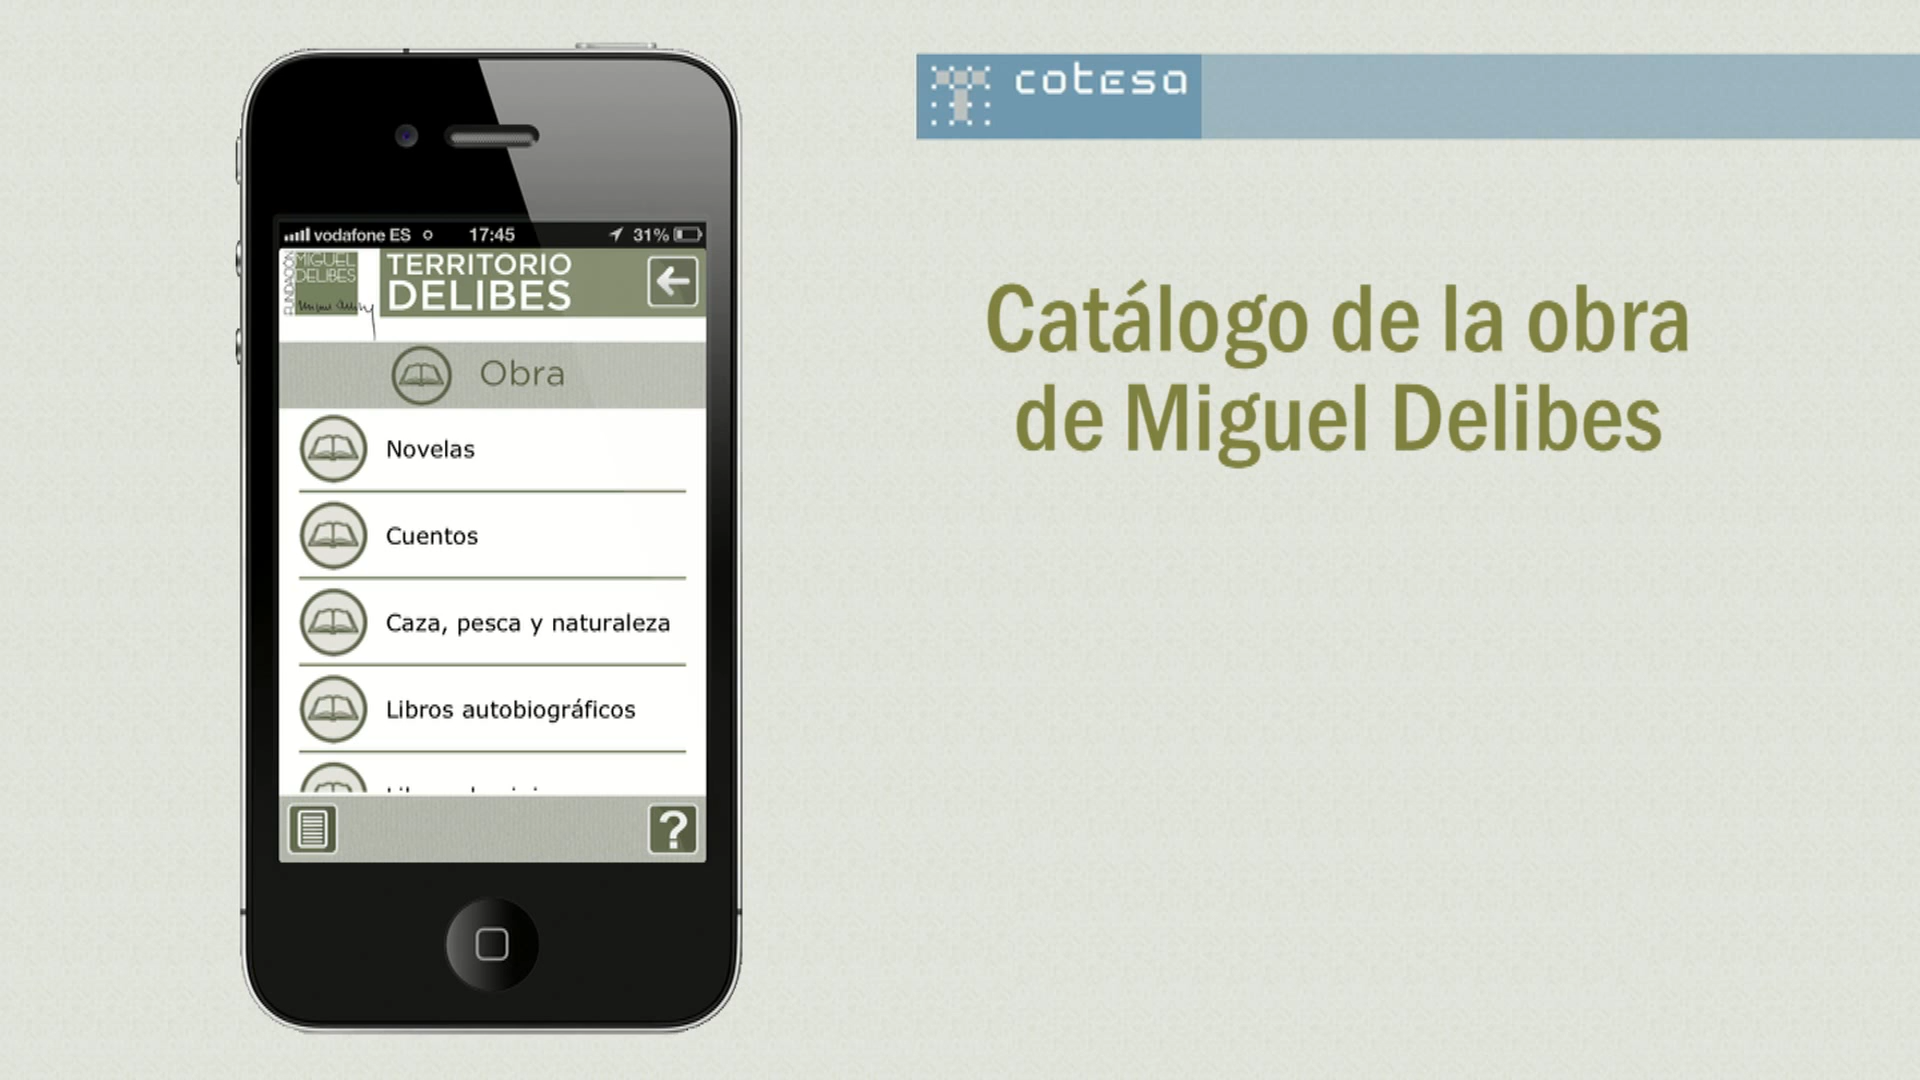 vodafone ES 17:45 31%
FUNDACIÓN
MIGUEL
DELIBES
TERRITORIO
DELIBES
Obra
Novelas
Cuentos
Caza, pesca y naturaleza
Libros autobiográficos
?
cotesa
Catálogo de la obra
de Miguel Delibes